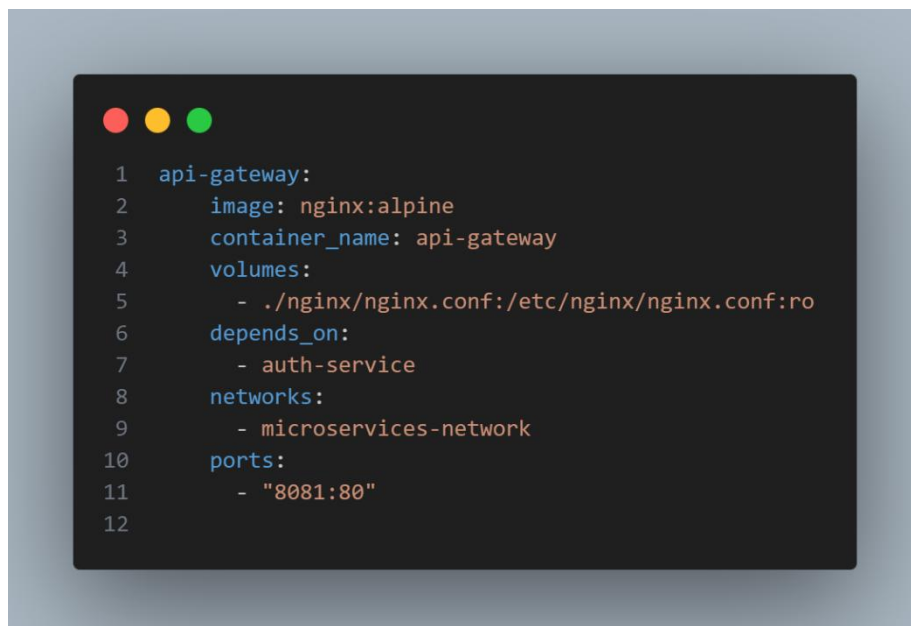 1 api-gateway:
2     image: nginx:alpine
3     container_name: api-gateway
4     volumes:
5       - ./nginx/nginx.conf:/etc/nginx/nginx.conf:ro
6     depends_on:
7       - auth-service
8     networks:
9       - microservices-network
10     ports:
11       - "8081:80"
12